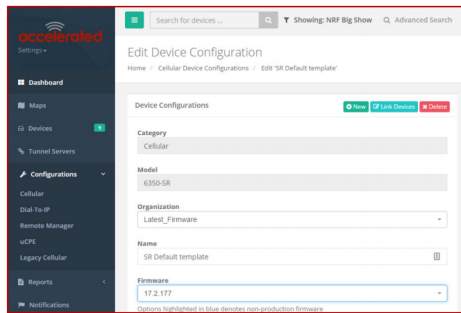 accelerated
Settings
Search for devices ...
Showing: NRF Big Show
Advanced Search
Edit Device Configuration
Home / Cellular Device Configurations / Edit 'SR Default template'
Dashboard
Maps
Devices
9
Tunnel Servers
Configurations
Cellular
Dial-To-IP
Remote Manager
uCPE
Legacy Cellular
Reports
Notifications
Device Configurations
New
Link Devices
Delete
Category
Cellular
Model
6350-SR
Organization
Latest_Firmware
Name
SR Default template
Firmware
17.2.177
Options highlighted in blue denotes non-production firmware